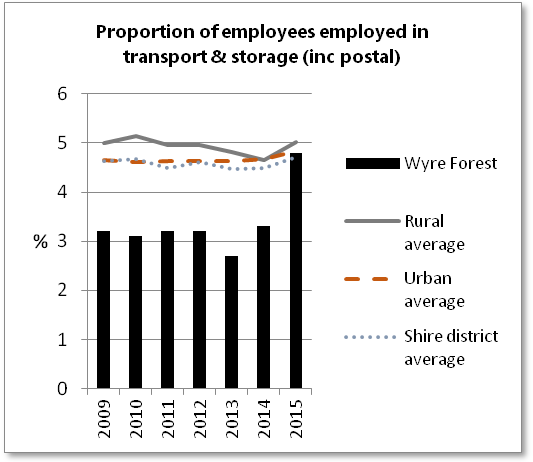 Proportion of employees employed in
transport & storage (inc postal)
6
5
4
3
2
1
0
%
2009
2010
2011
2012
2013
2014
2015
Wyre Forest
Rural
average
Urban
average
Shire district
average